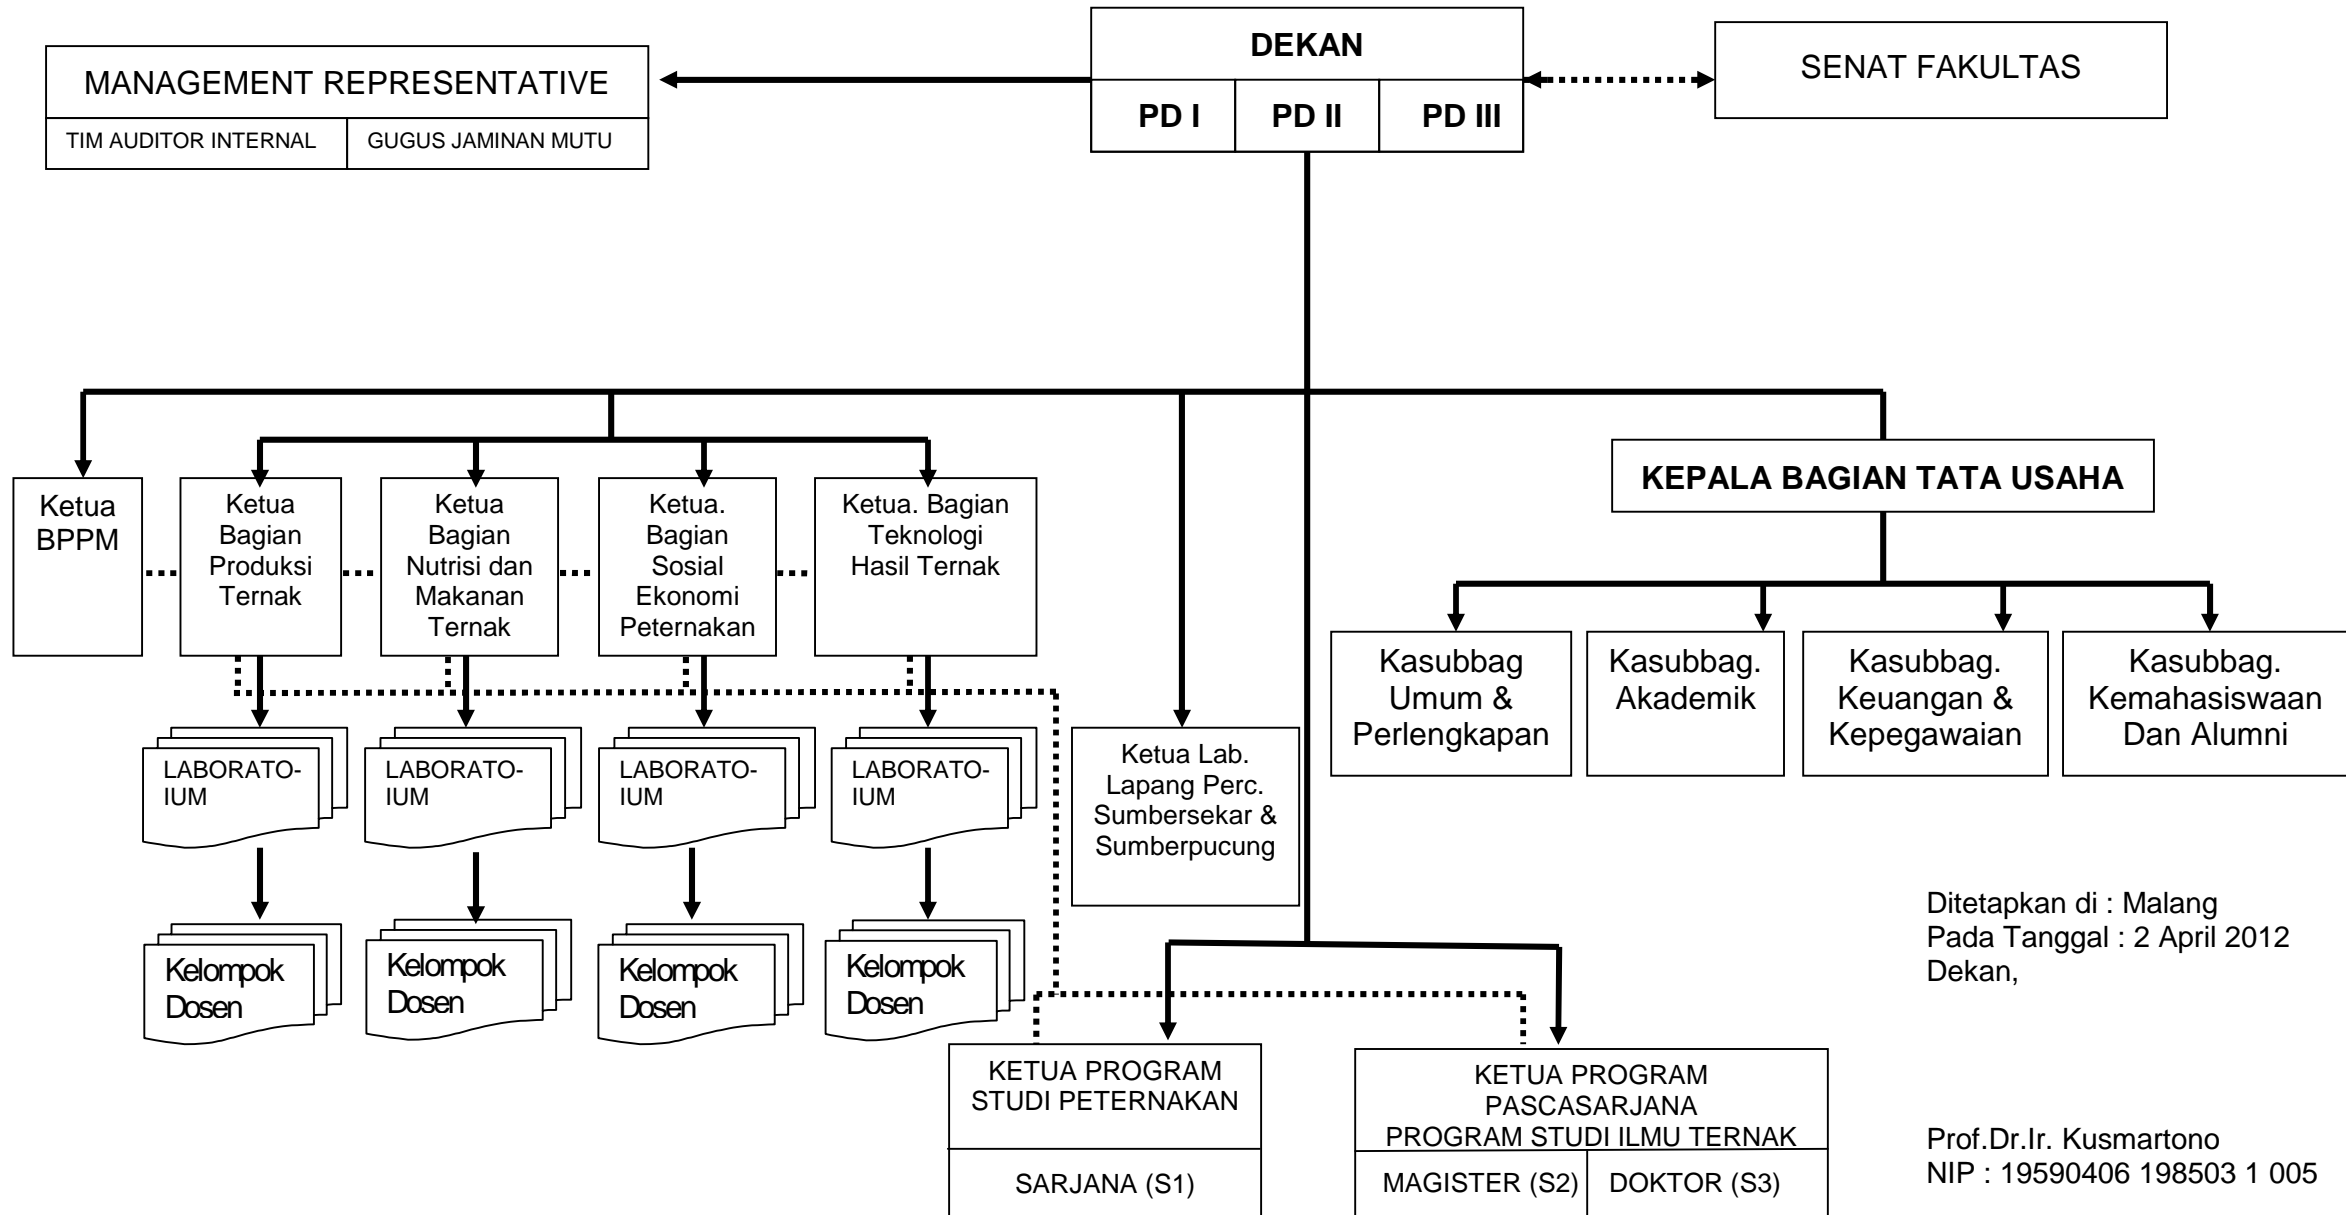 DEKAN
PD I
PD II
PD III
MANAGEMENT REPRESENTATIVE
TIM AUDITOR INTERNAL
GUGUS JAMINAN MUTU
SENAT FAKULTAS
Ketua
BPPM
Ketua
Bagian
Produksi
Ternak
Ketua
Bagian
Nutrisi dan
Makanan
Ternak
Ketua.
Bagian
Sosial
Ekonomi
Peternakan
Ketua. Bagian
Teknologi
Hasil Ternak
KEPALA BAGIAN TATA USAHA
Kasubbag
Umum &
Perlengkapan
Kasubbag.
Akademik
Kasubbag.
Keuangan &
Kepegawaian
Kasubbag.
Kemahasiswaan
Dan Alumni
LABORATO-
IUM
LABORATO-
IUM
LABORATO-
IUM
LABORATO-
IUM
Ketua Lab.
Lapang Perc.
Sumbersekar &
Sumberpucung
Kelompok
Dosen
Kelompok
Dosen
Kelompok
Dosen
Kelompok
Dosen
KETUA PROGRAM
STUDI PETERNAKAN
SARJANA (S1)
KETUA PROGRAM
PASCASARJANA
PROGRAM STUDI ILMU TERNAK
MAGISTER (S2)
DOKTOR (S3)
Ditetapkan di : Malang
Pada Tanggal : 2 April 2012
Dekan,
Prof.Dr.Ir. Kusmartono
NIP : 19590406 198503 1 005